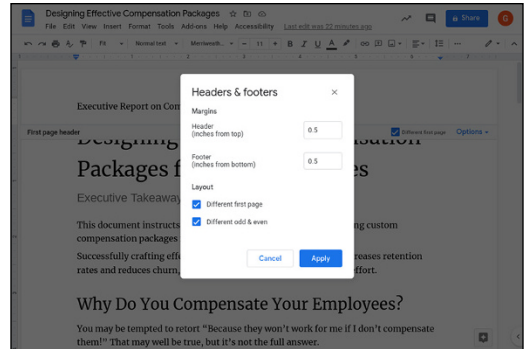 Designing Effective Compensation Packages
File Edit View Insert Format Tools Add-ons Help Accessibility Last edit was 22 minutes ago
Share
G
Fit Normal text Merriweath... - 11 + B I U A
Executive Report on Com
First page header
Different first page Options
Packages f
Executive Takeaway
This document instructs
ng custom
compensation packages
Successfully crafting effe
reases retention
rates and reduces churn,
effort.
Why Do You Compensate Your Employees?
You may be tempted to retort “Because they won’t work for me if I don’t compensate
them!” That may well be true, but it’s not the full answer.
Headers & footers
Margins
Header
(inches from top)
0.5
Footer
(inches from bottom)
0.5
Layout
Different first page
Different odd & even
Cancel Apply